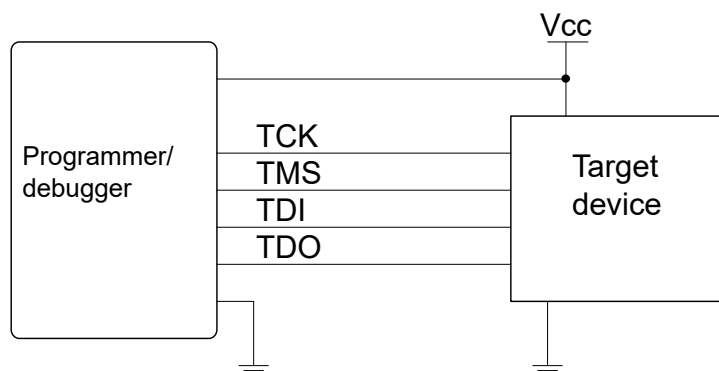 Vcc
TCK
Programmer/
debugger
TMS
TDI
TDO
Target
device